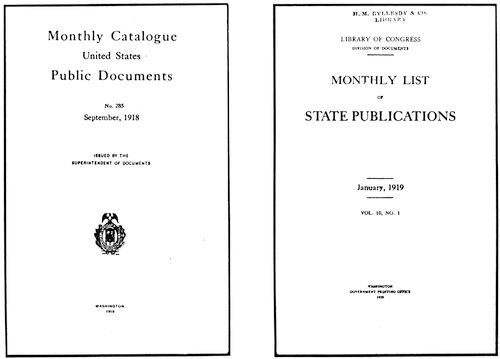 Monthly Catalogue
United States
Public Documents
No. 285
September, 1918
ISSUED BY THE
SUPERINTENDENT OF DOCUMENTS
WASHINGTON
1918
H. M. BYLLESBY & CO.
LIBRARY
LIBRARY OF CONGRESS
DIVISION OF DOCUMENTS
MONTHLY LIST
OF
STATE PUBLICATIONS
January, 1919
VOL. 10, NO. 1
WASHINGTON
GOVERNMENT PRINTING OFFICE
1919